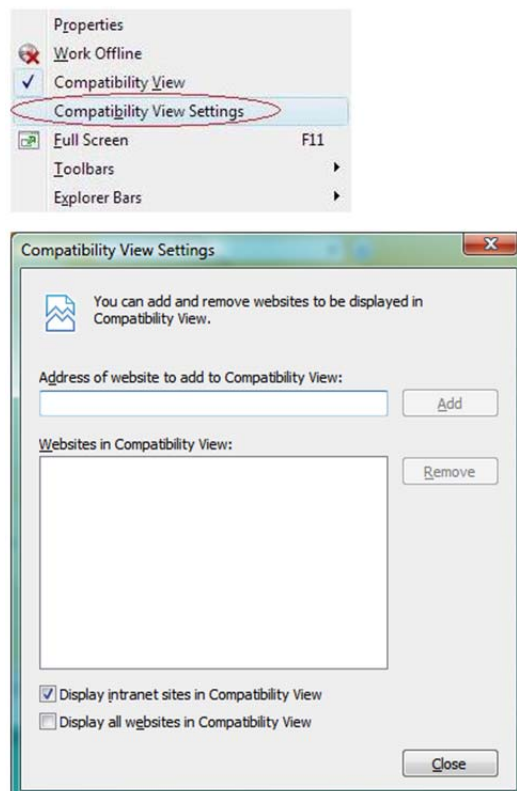 Properties
Work Offline
Compatibility View
Compatibility View Settings
Full Screen F11
Toolbars
Explorer Bars
Compatibility View Settings
You can add and remove websites to be displayed in
Compatibility View.
Address of website to add to Compatibility View:
Add
Websites in Compatibility View:
Remove
Display intranet sites in Compatibility View
Display all websites in Compatibility View
Close